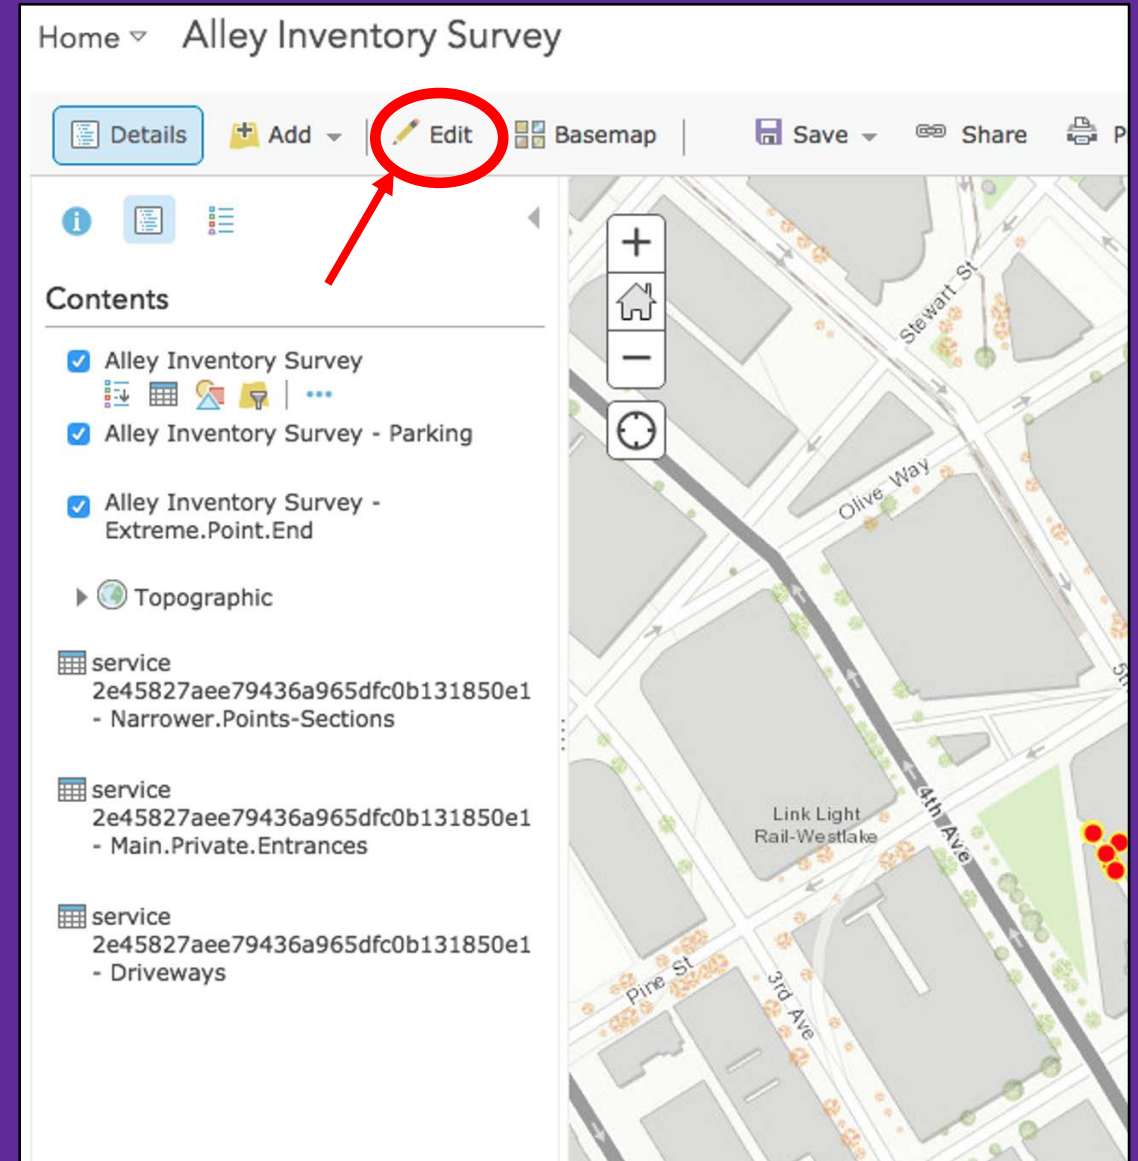 Home Alley Inventory Survey
Details Add Edit Basemap Save Share P
Contents
Alley Inventory Survey
Alley Inventory Survey - Parking
Alley Inventory Survey -
Extreme.Point.End
Topographic
service
2e45827aee79436a965dfc0b131850e1
- Narrower.Points-Sections
service
2e45827aee79436a965dfc0b131850e1
- Main.Private.Entrances
service
2e45827aee79436a965dfc0b131850e1
- Driveways
Stewart St
Olive Way
5th
Link Light
Rail-Westlake
4th Ave
Pine St
3rd Ave